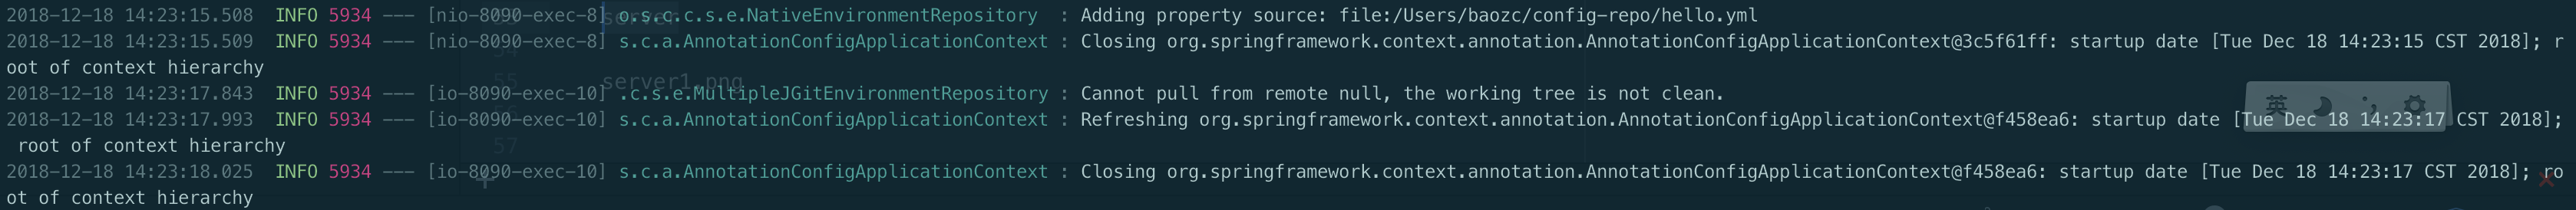 2018-12-18 14:23:15.508  INFO 5934 --- [nio-8090-exec-8] o.s.c.c.s.e.NativeEnvironmentRepository  : Adding property source: file:/Users/baozc/config-repo/hello.yml
2018-12-18 14:23:15.509  INFO 5934 --- [nio-8090-exec-8] s.c.a.AnnotationConfigApplicationContext : Closing org.springframework.context.annotation.AnnotationConfigApplicationContext@3c5f61ff: startup date [Tue Dec 18 14:23:15 CST 2018]; r
oot of context hierarchy
55 server1.png
2018-12-18 14:23:17.843  INFO 5934 --- [io-8090-exec-10] .c.s.e.MultipleJGitEnvironmentRepository : Cannot pull from remote null, the working tree is not clean.
英
2018-12-18 14:23:17.993  INFO 5934 --- [io-8090-exec-10] s.c.a.AnnotationConfigApplicationContext : Refreshing org.springframework.context.annotation.AnnotationConfigApplicationContext@f458ea6: startup date [Tue Dec 18 14:23:17 CST 2018];
 root of context hierarchy
57
2018-12-18 14:23:18.025  INFO 5934 --- [io-8090-exec-10] s.c.a.AnnotationConfigApplicationContext : Closing org.springframework.context.annotation.AnnotationConfigApplicationContext@f458ea6: startup date [Tue Dec 18 14:23:17 CST 2018]; ro
ot of context hierarchy